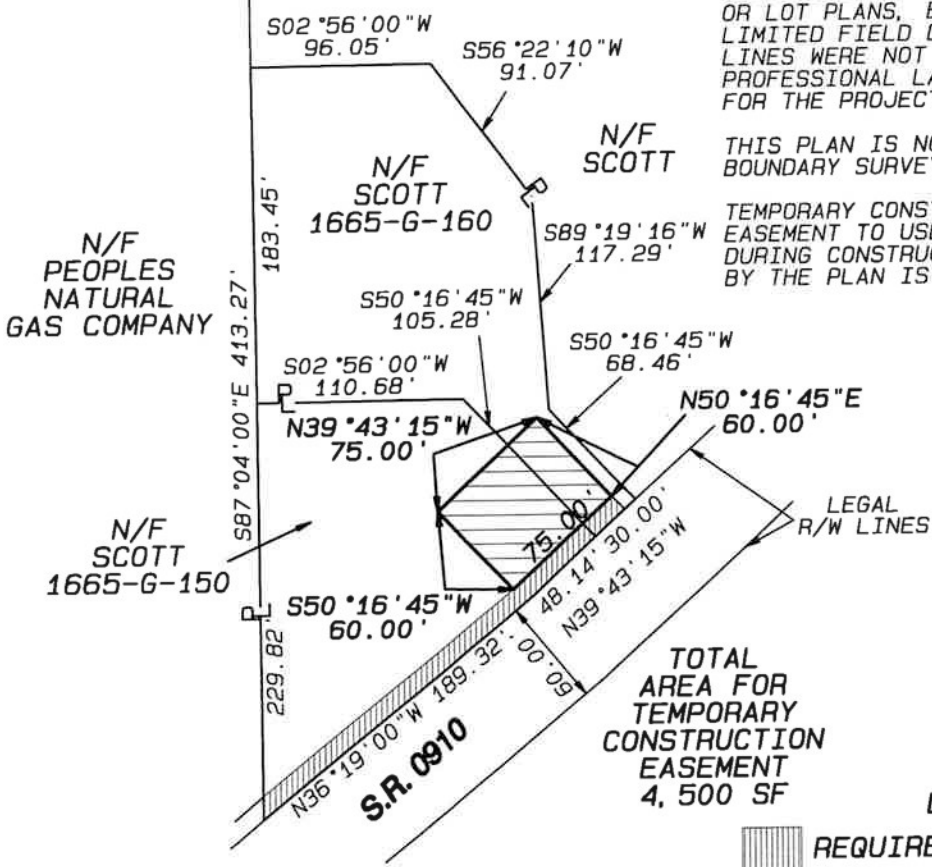 S02°56'00"W
96.05'
S56°22'10"W
91.07'
OR LOT PLANS,
LIMITED FIELD
LINES WERE NOT
PROFESSIONAL
FOR THE PROJECT
THIS PLAN IS
BOUNDARY
TEMPORARY
EASEMENT TO
DURING
BY THE PLAN IS
N/F
SCOTT
N/F
SCOTT
1665-G-160
183.45'
N/F
PEOPLES
NATURAL
GAS COMPANY
S89°19'16"W
117.29'
S50°16'45"W
105.28'
S87°04'00"E 413.27'
S02°56'00"W
110.68'
S50°16'45"W
68.46'
PL
PL
N39°43'15"W
75.00'
N50°16'45"E
60.00'
75.00'
LEGAL
R/W LINES
N/F
SCOTT
1665-G-150
48.14'
30.00'
N39°43'15"W
PL
S50°16'45"W
60.00'
229.82'
N36°19'00"W 189.32'
60.00'
S.R. 0910
TOTAL
AREA FOR
TEMPORARY
CONSTRUCTION
EASEMENT
4,500 SF